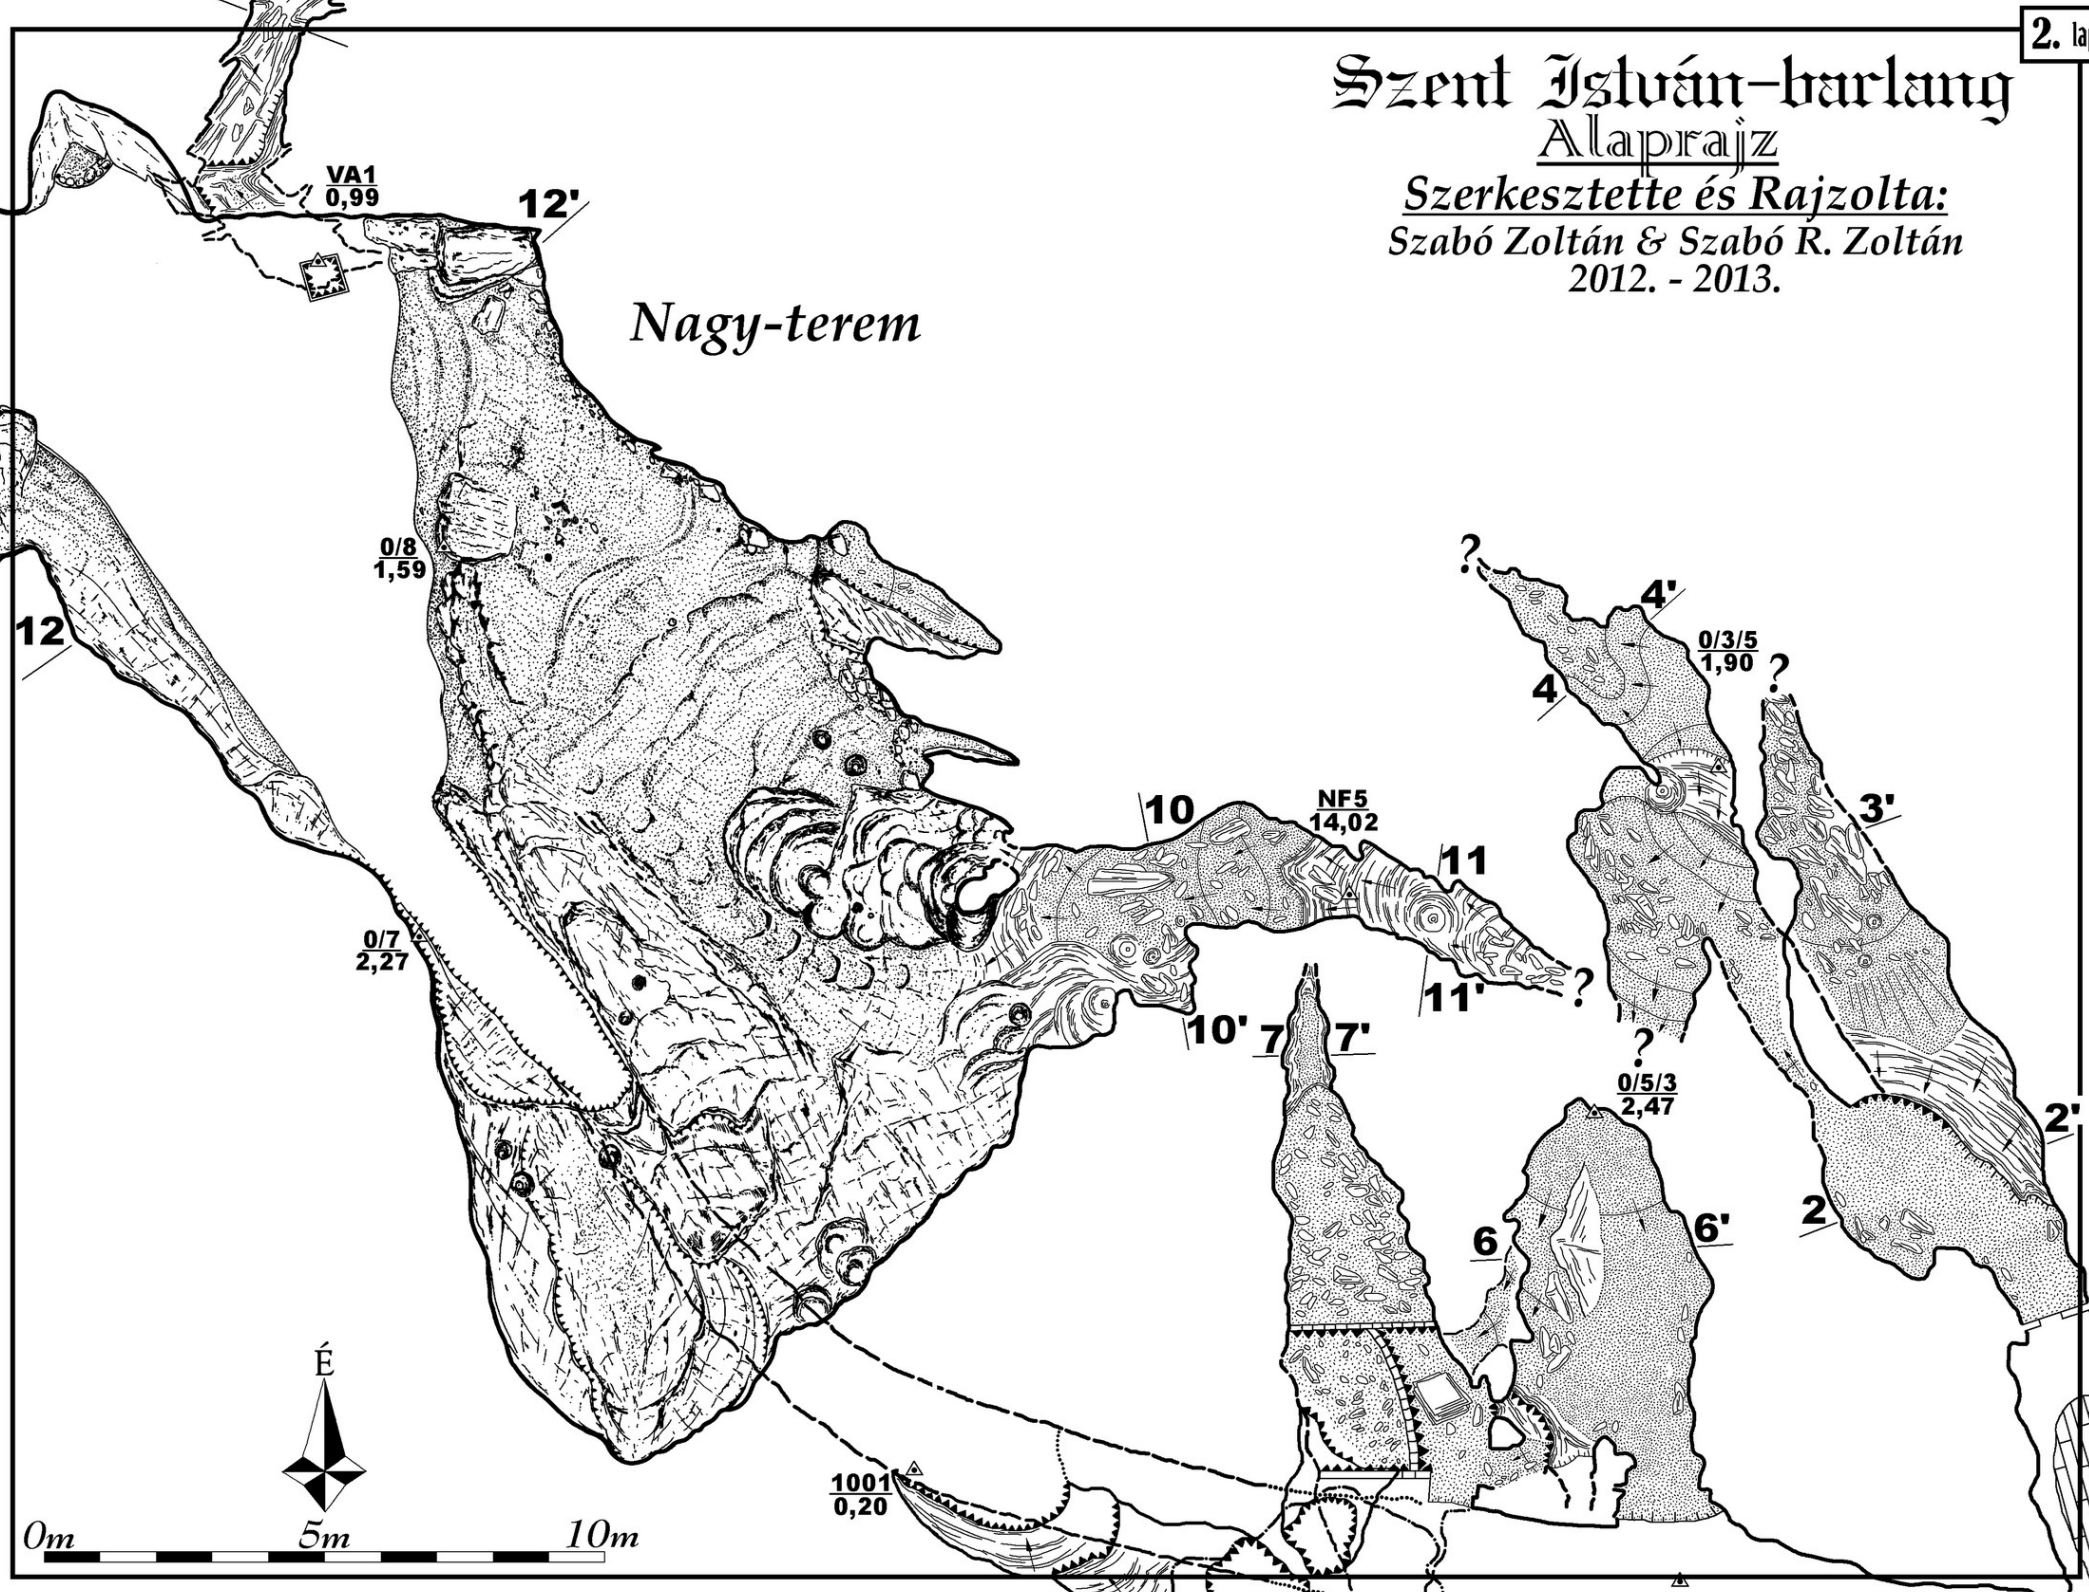 2. la
Szent István-barlang
Alaprajz
Szerkesztette és Rajzolta:
Szabó Zoltán & Szabó R. Zoltán
2012. - 2013.
VA1
0,99
12'
Nagy-terem
0/8
1,59
12
?
4'
0/3/5
1,90
?
4
10
NF5
14,02
3'
11
0/7
2,27
?
11'
10'
7
7'
?
0/5/3
2,47
2'
2
6
6'
É
1001
0,20
0m
5m
10m